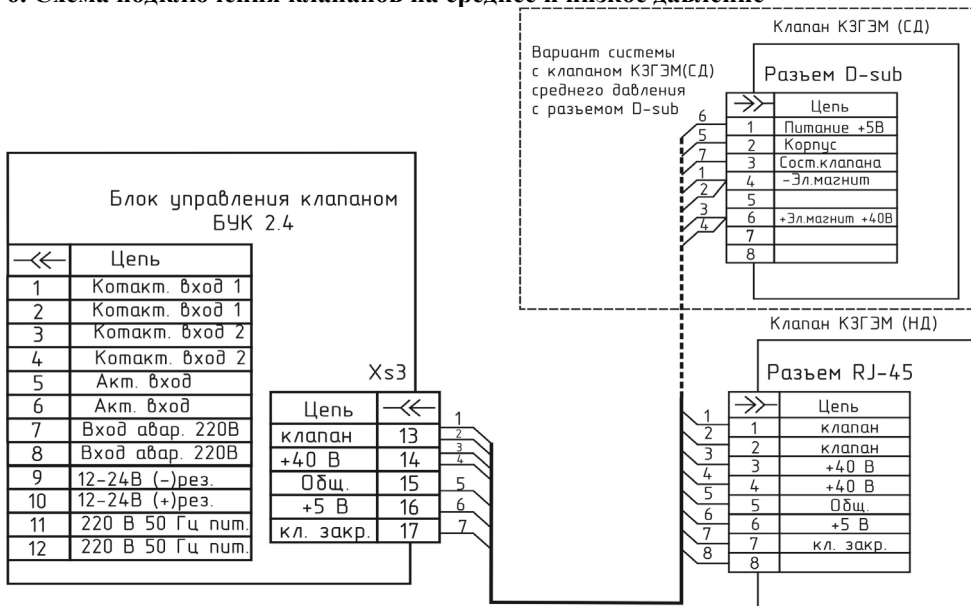 6. Схема подключения клапанов на среднее и низкое давление
Клапан КЗГЭМ (СД)
Вариант системы
с клапаном КЗГЭМ(СД)
среднего давления
с разъемом D-sub
Разъем D-sub
Цепь
6 1 Питание +5В
5 2 Корпус
7 3 Сост.клапана
1 4 -Эл.магнит
2 5
3 6 +Эл.магнит +40В
4 7
8
Блок управления клапаном
БУК 2.4
Цепь
1 Котакт. вход 1
2 Котакт. вход 1
3 Котакт. вход 2
4 Котакт. вход 2
5 Акт. вход
6 Акт. вход
7 Вход авар. 220В
8 Вход авар. 220В
9 12-24В (-)рез.
10 12-24В (+)рез.
11 220 В 50 Гц пит.
12 220 В 50 Гц пит.
Xs3
Цепь
клапан 13 1
2
+40 В 14 3
4
Общ. 15 5
+5 В 16 6
кл. закр. 17 7
Клапан КЗГЭМ (НД)
Разъем RJ-45
Цепь
1 1 клапан
2 2 клапан
3 3 +40 В
4 4 +40 В
5 5 Общ.
6 6 +5 В
7 7 кл. закр.
8 8